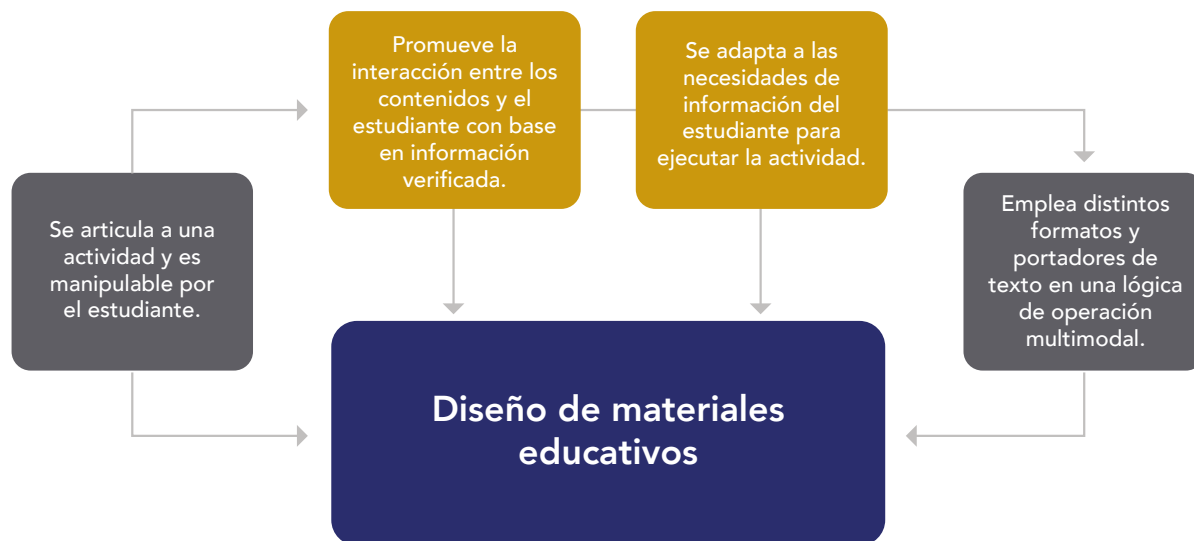 Se articula a una
actividad y es
manipulable por
el estudiante.
Promueve la
interacción entre los
contenidos y el
estudiante con base
en información
verificada.
Se adapta a las
necesidades de
información del
estudiante para
ejecutar la actividad.
Emplea distintos
formatos y
portadores de
texto en una lógica
de operación
multimodal.
Diseño de materiales
educativos